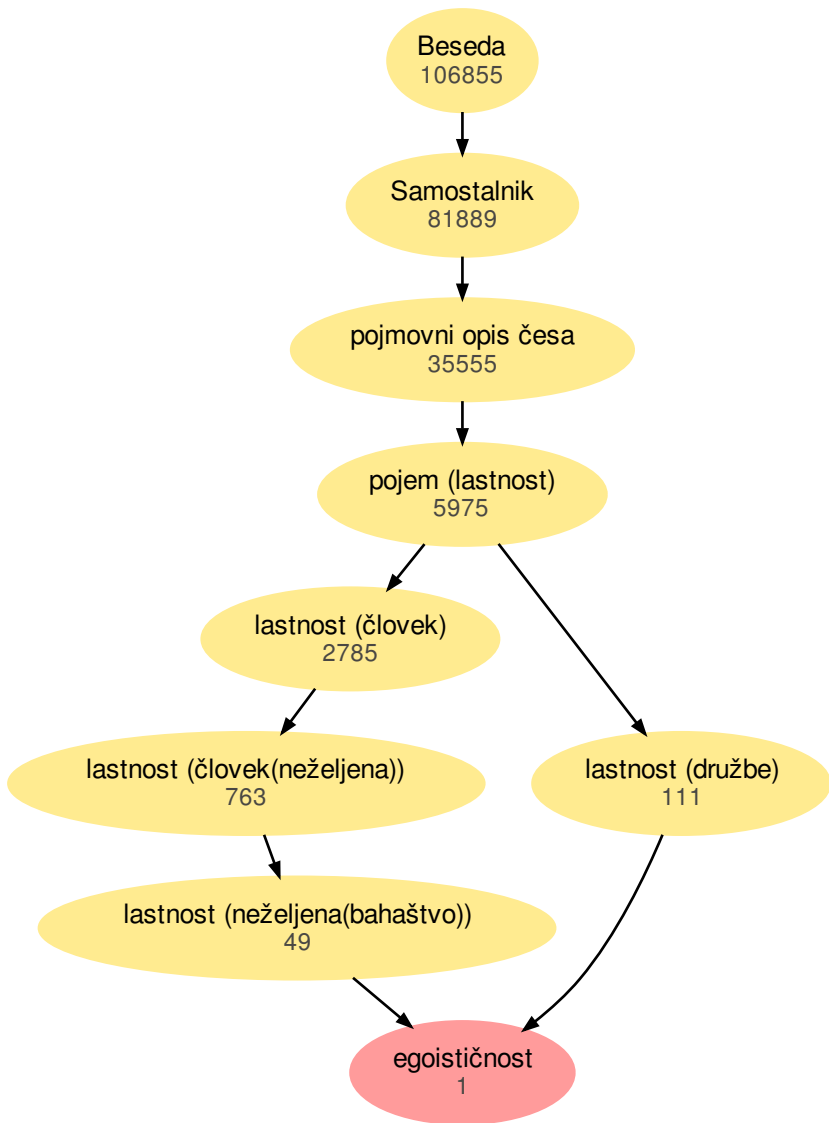 Beseda
106855
Samostalnik
81889
pojmovni opis česa
35555
pojem (lastnost)
5975
lastnost (človek)
2785
lastnost (človek(neželjena))
763
lastnost (družbe)
111
lastnost (neželjena(bahaštvo))
49
egoističnost
1